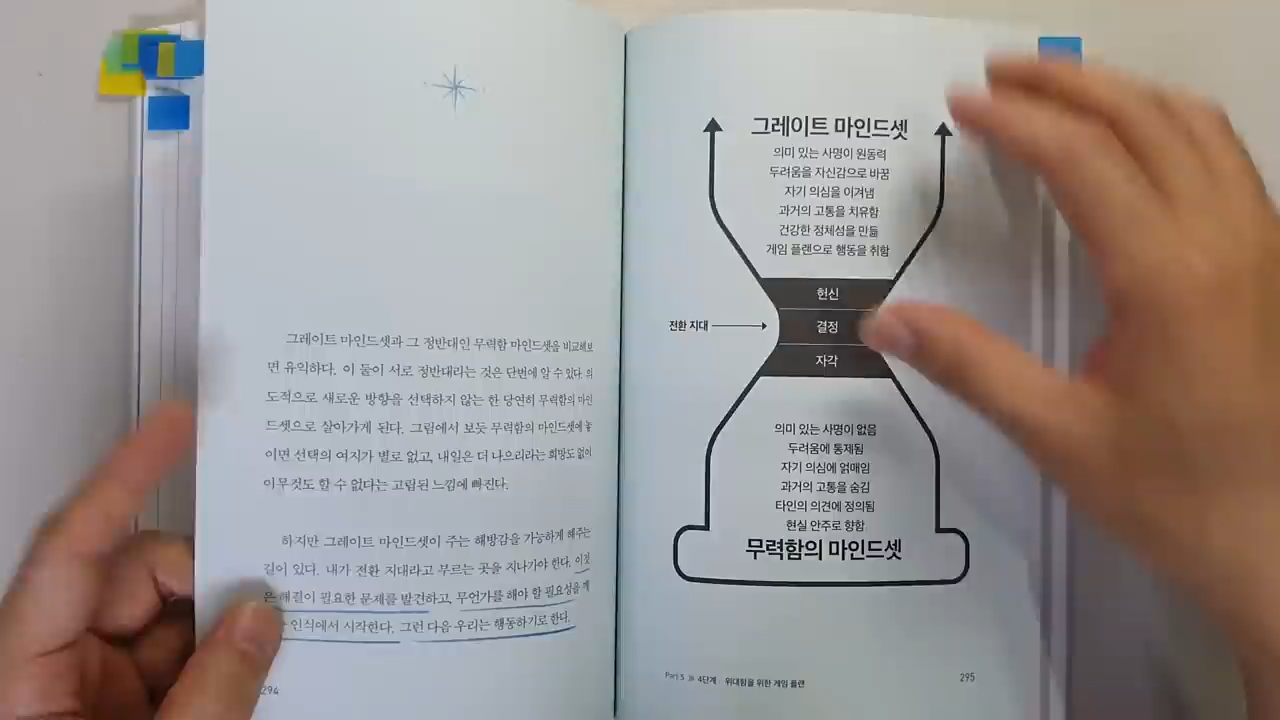 그레이트 마인드셋과 그 정반대인 무력함 마인드셋을 비교해보
면 유익하다. 이 둘이 서로 정반대라는 것은 단번에 알 수 있다. 의
도적으로 새로운 방향을 선택하지 않는 한 당연히 무력함의 마인
드셋으로 살아가게 된다. 그림에서 보듯 무력함의 마인드셋에 놓
이면 선택의 여지가 별로 없고, 내일은 더 나으리라는 희망도 없이
아무것도 할 수 없다는 고립된 느낌에 빠진다.
하지만 그레이트 마인드셋이 주는 해방감을 가능하게 해주는
길이 있다. 내가 전환 지대라고 부르는 곳을 지나가야 한다. 이것
은 해결이 필요한 문제를 발견하고, 무언가를 해야 할 필요성을 깨
인식에서 시작한다. 그런 다음 우리는 행동하기로 한다.
294
그레이트 마인드셋
의미 있는 사명이 원동력
두려움을 자신감으로 바꿈
자기 의심을 이겨냄
과거의 고통을 치유함
건강한 정체성을 만듦
게임 플랜으로 행동을 취함
헌신
전환 지대
결정
자각
의미 있는 사명이 없음
두려움에 통제됨
자기 의심에 얽매임
과거의 고통을 숨김
타인의 의견에 정의됨
현실 안주로 향함
무력함의 마인드셋
Part 5 4단계 위대함을 위한 게임 플랜
295